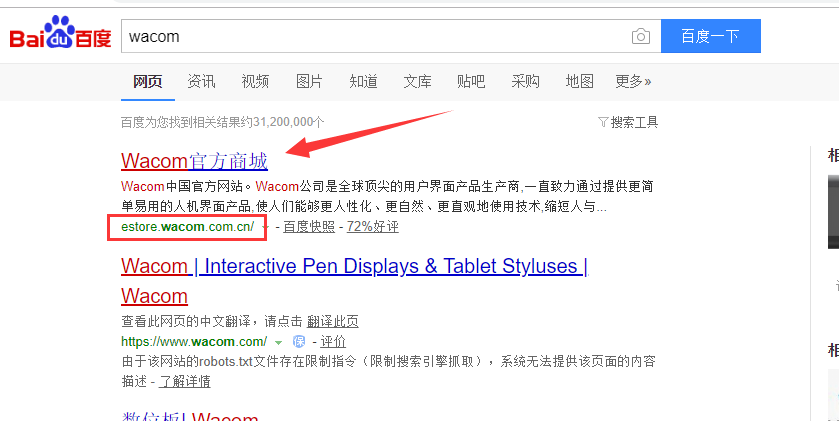 Bai du 百度
wacom
百度一下
网页 资讯 视频 图片 知道 文库 贴吧 采购 地图 更多»
百度为您找到相关结果约31,200,000个
搜索工具
Wacom官方商城
Wacom中国官方网站。Wacom公司是全球顶尖的用户界面产品生产商,一直致力通过提供更简
单易用的人机界面产品,使人们能够更人性化、更自然、更直观地使用技术,缩短人与...
estore.wacom.com.cn/ - 百度快照 - 72%好评
Wacom | Interactive Pen Displays & Tablet Styluses |
Wacom
查看此网页的中文翻译，请点击 翻译此页
https://www.wacom.com/ 保 - 评价
由于该网站的robots.txt文件存在限制指令（限制搜索引擎抓取），系统无法提供该页面的内容
描述 - 了解详情
数位板| Wacom